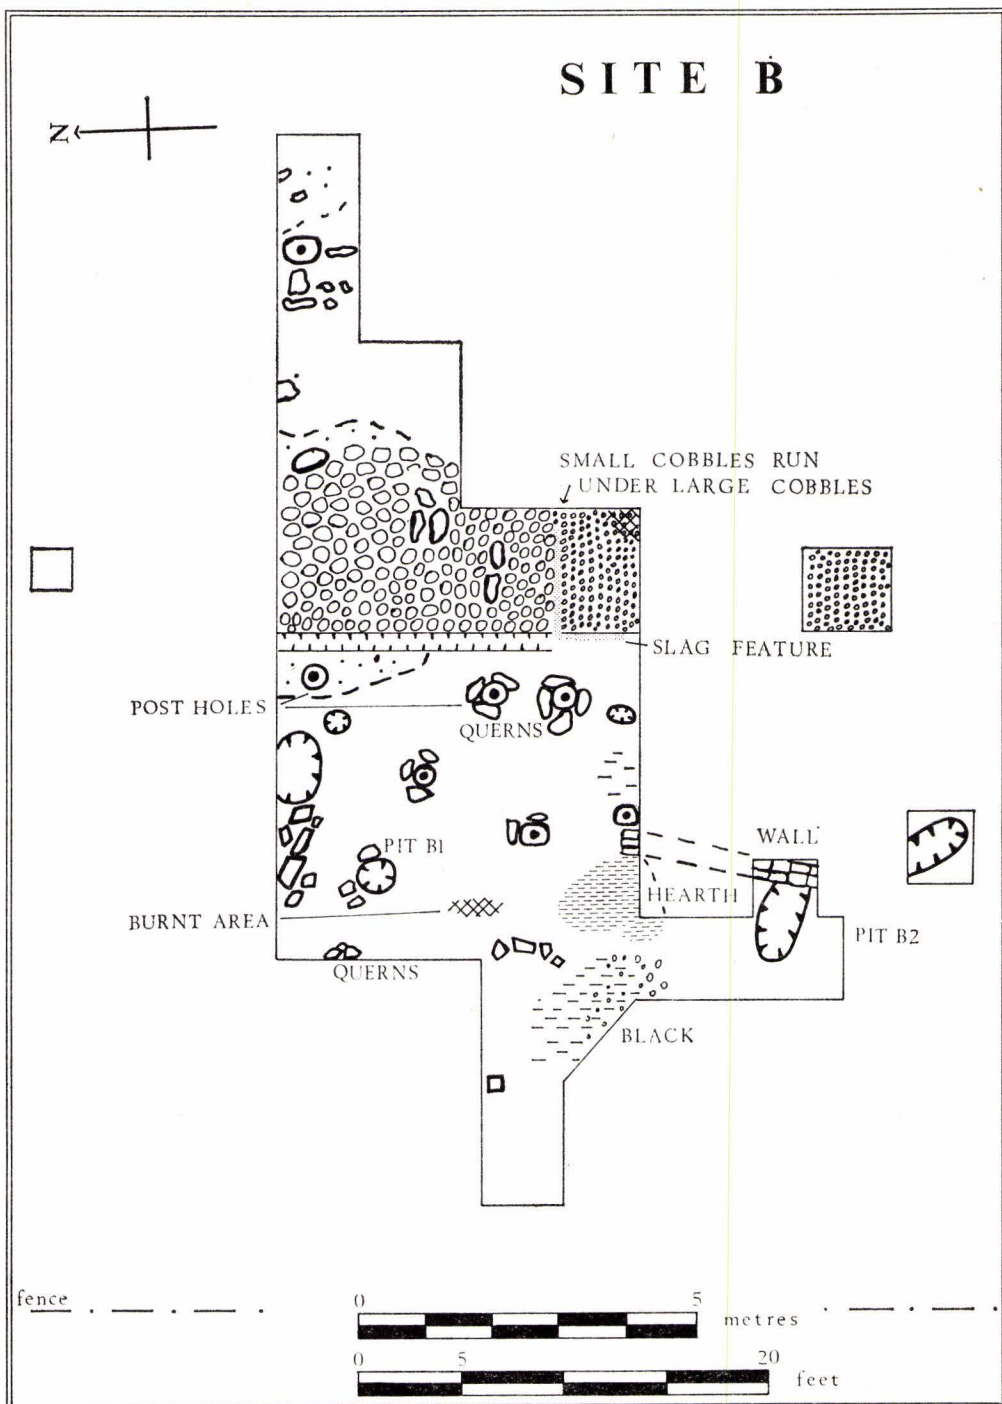 SITE B
N
SMALL COBBLES RUN
UNDER LARGE COBBLES
SLAG FEATURE
POST HOLES
QUERNS
PIT B1
WALL
HEARTH
BURNT AREA
PIT B2
QUERNS
BLACK
fence
0 5
metres
0 5 20
feet